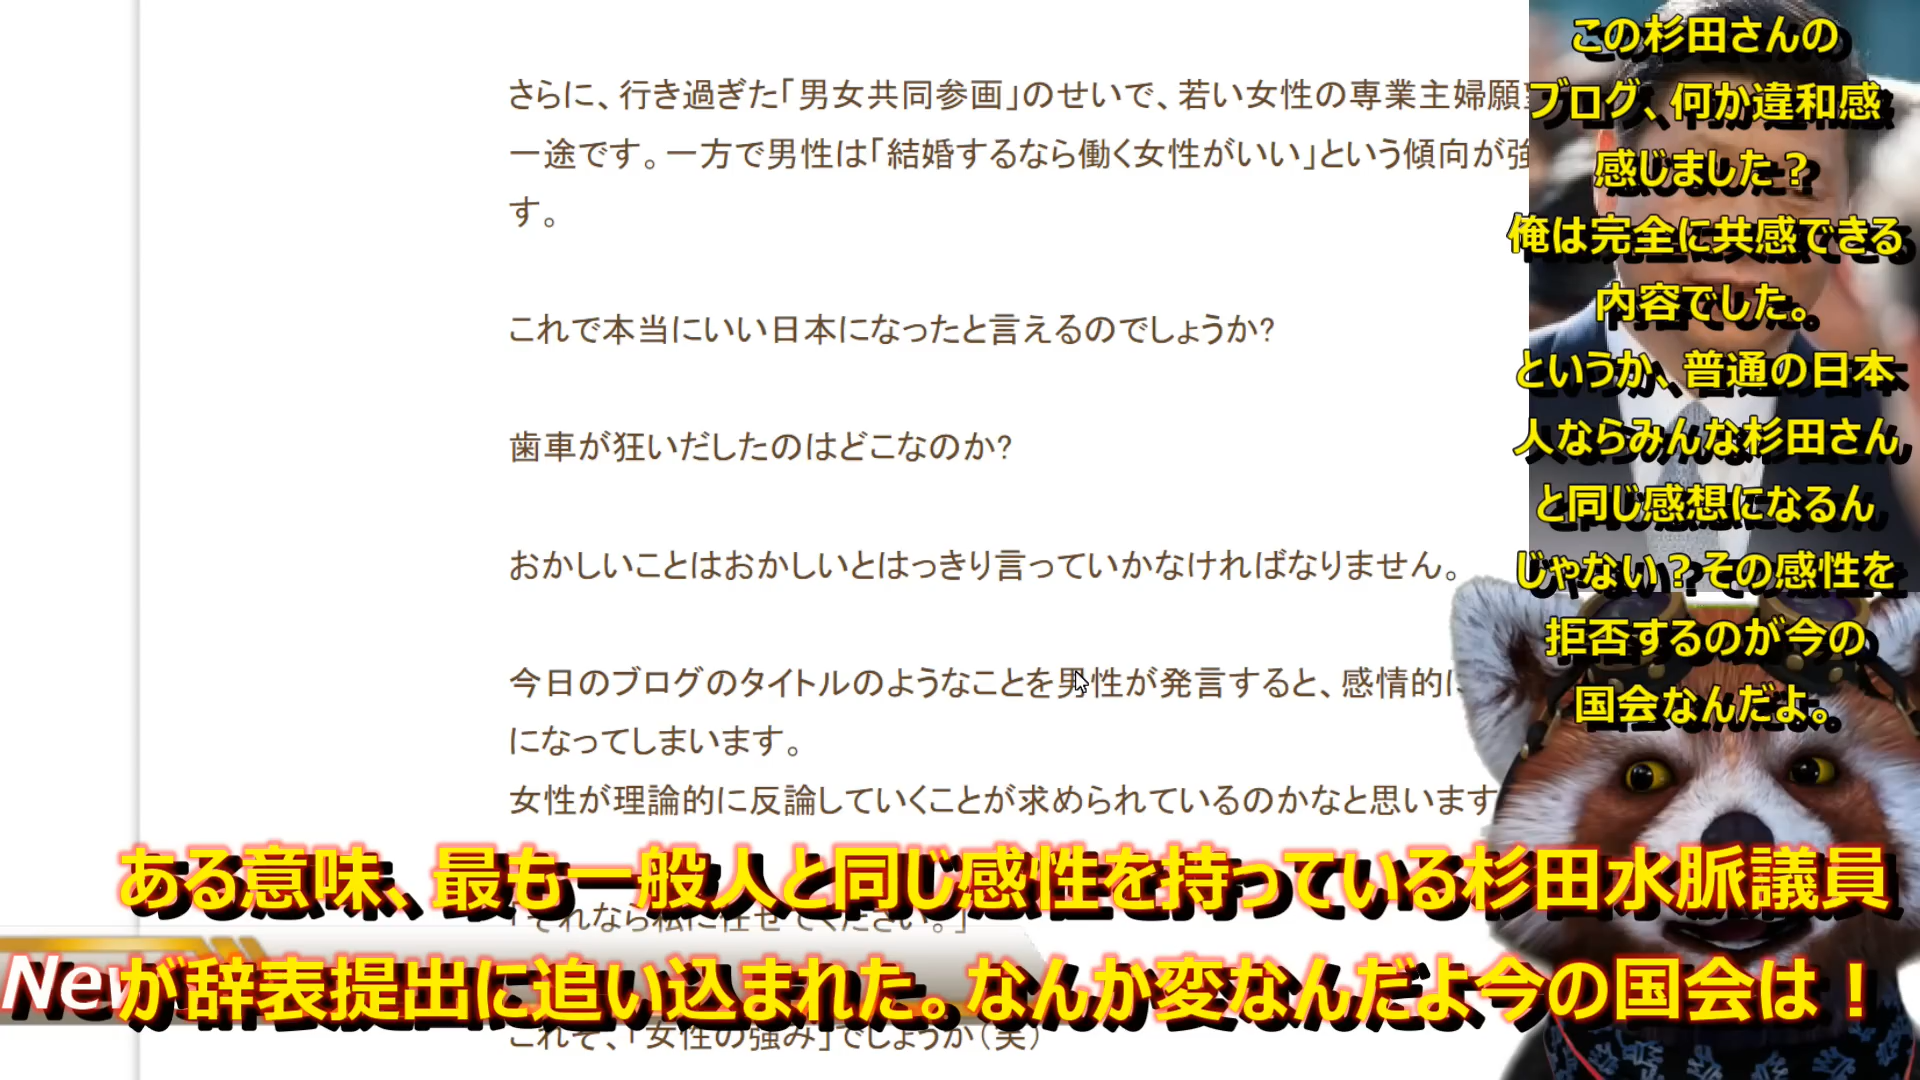 さらに、行き過ぎた「男女共同参画」のせいで、若い女性の専業主婦願
一途です。一方で男性は「結婚するなら働く女性がいい」という傾向が強
す。
これで本当にいい日本になったと言えるのでしょうか?
歯車が狂いだしたのはどこなのか?
おかしいことはおかしいとはっきり言っていかなければなりません。
今日のブログのタイトルのようなことを男性が発言すると、感情的に
になってしまいます。
女性が理論的に反論していくことが求められているのかなと思います
「それなら私に任せてください。」
これぞ、「女性の強み」でしょうか(笑)
この杉田さんの
ブログ、何か違和感
感じました?
俺は完全に共感できる
内容でした。
というか、普通の日本
人ならみんな杉田さん
と同じ感想になるん
じゃない?その感性を
拒否するのが今の
国会なんだよ。
ある意味、最も一般人と同じ感性を持っている杉田水脈議員
が辞表提出に追い込まれた。なんか変なんだよ今の国会は!
New